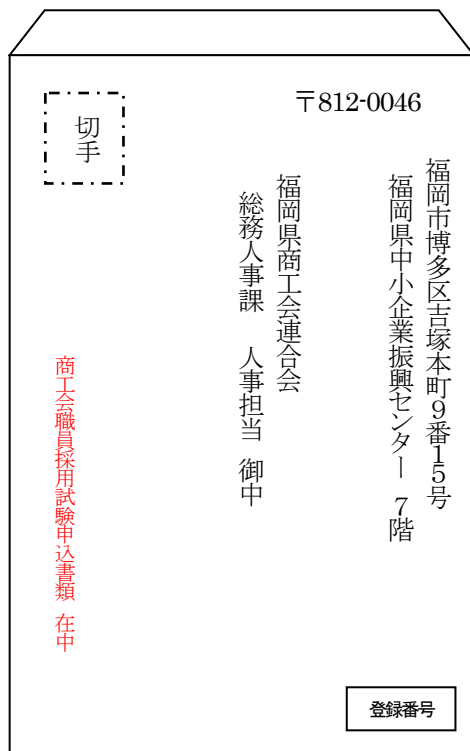 〒812-0046
福岡市博多区吉塚本町9番15号
福岡県中小企業振興センター 7階
福岡県商工会連合会
総務人事課 人事担当 御中
切手
商工会職員採用試験申込書類 在中
登録番号